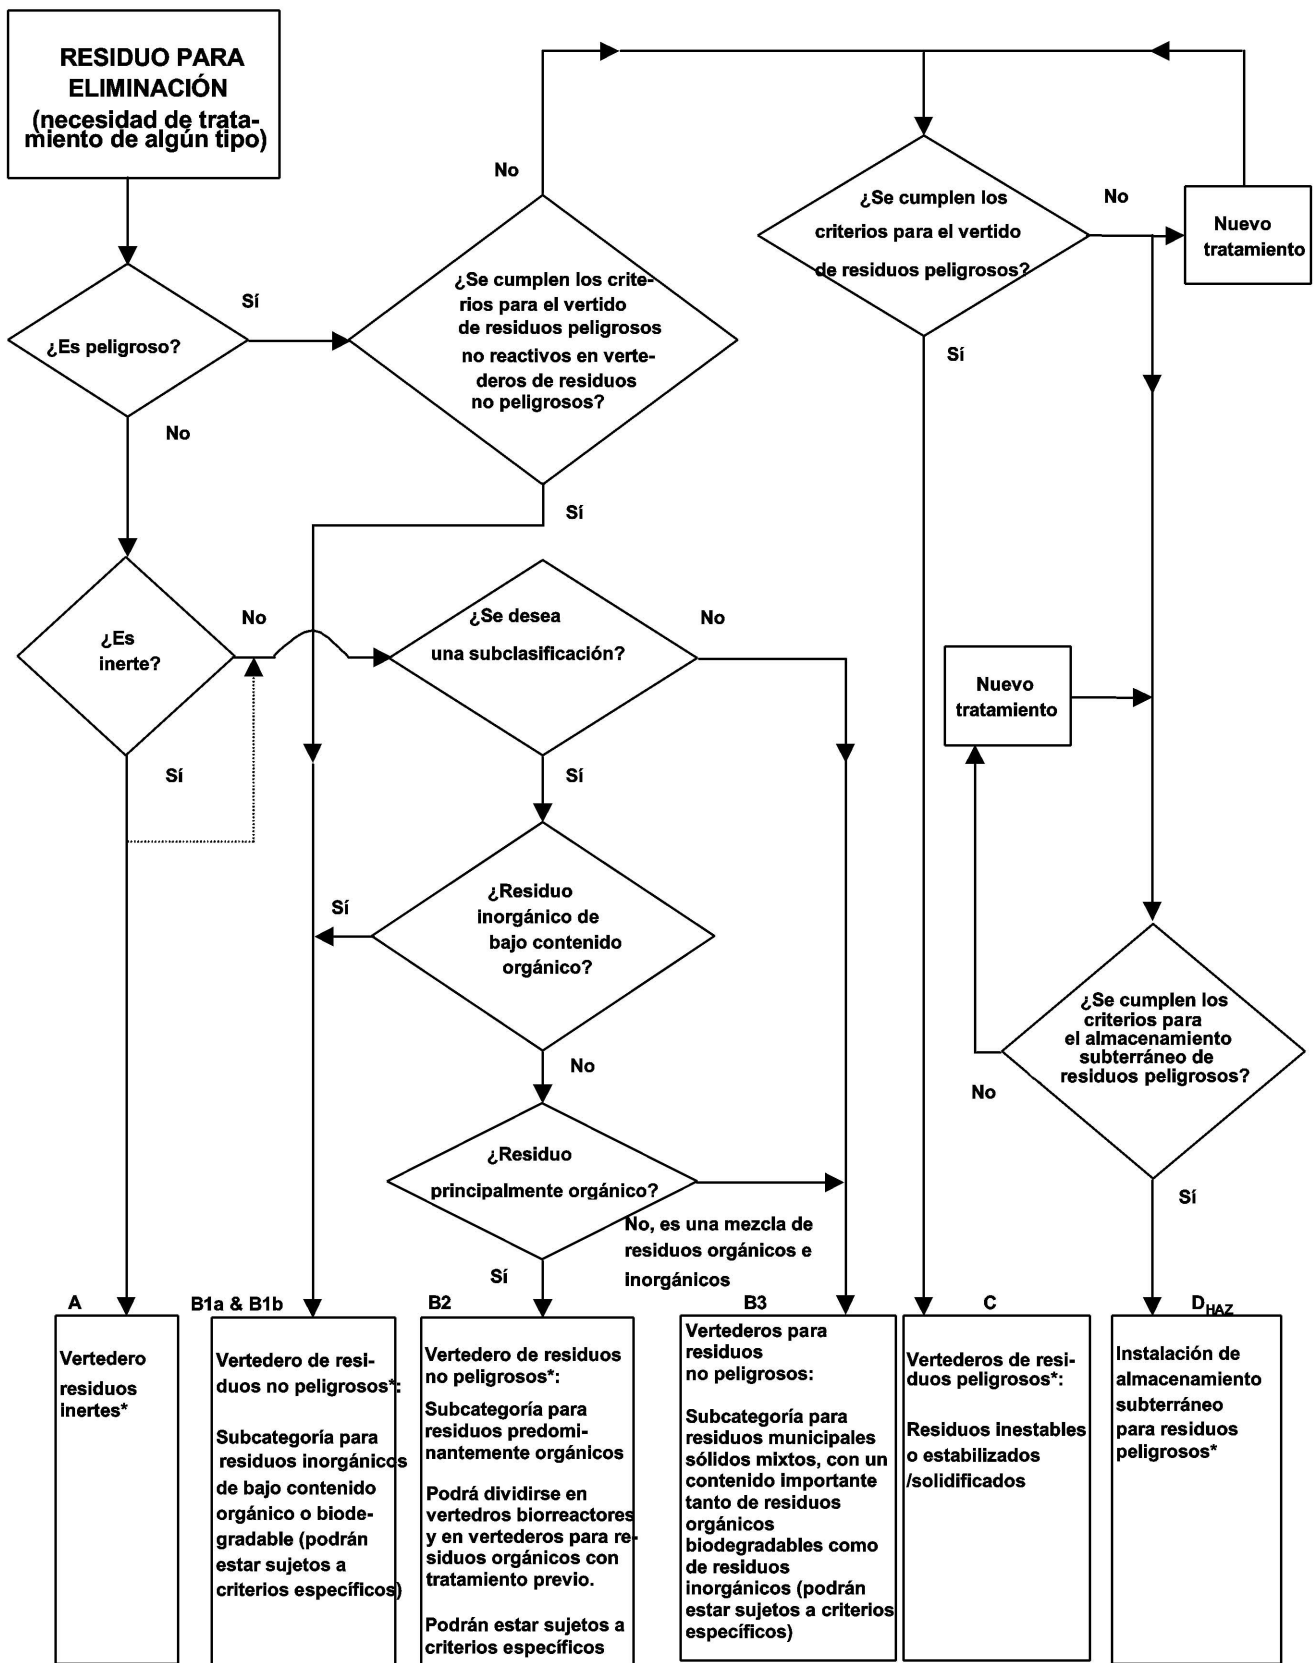 RESIDUO PARA
ELIMINACIÓN
(necesidad de trata-
miento de algún tipo)
No
¿Se cumplen los
criterios para el vertido
de residuos peligrosos?
No
Nuevo
tratamiento
¿Es peligroso?
Sí
¿Se cumplen los crite-
rios para el vertido
de residuos peligrosos
no reactivos en verte-
deros de residuos
no peligrosos?
Sí
No
Sí
¿Es
inerte?
No
¿Se desea
una subclasificación?
No
Nuevo
tratamiento
Sí
Sí
¿Residuo
inorgánico de
bajo contenido
orgánico?
Sí
No
¿Se cumplen los
criterios para
el almacenamiento
subterráneo de
residuos peligrosos?
No
Sí
¿Residuo
principalmente orgánico?
No, es una mezcla de
residuos orgánicos e
inorgánicos
Sí
A
Vertedero
residuos
inertes*
B1a & B1b
Vertedero de resi-
duos no peligrosos*:
Subcategoría para
residuos inorgánicos
de bajo contenido
orgánico o biode-
gradable (podrán
estar sujetos a
criterios específicos)
B2
Vertedero de residuos
no peligrosos*:
Subcategoría para
residuos predomi-
nantemente orgánicos
Podrá dividirse en
vertedros biorreactores
y en vertederos para re-
siduos orgánicos con
tratamiento previo.
Podrán estar sujetos a
criterios específicos
B3
Vertederos para
residuos
no peligrosos:
Subcategoría para
residuos municipales
sólidos mixtos, con un
contenido importante
tanto de residuos
orgánicos
biodegradables como
de residuos
inorgánicos (podrán
estar sujetos a criterios
específicos)
C
Vertederos de resi-
duos peligrosos*:
Residuos inestables
o estabilizados
/solidificados
DHAZ
Instalación de
almacenamiento
subterráneo
para residuos
peligrosos*